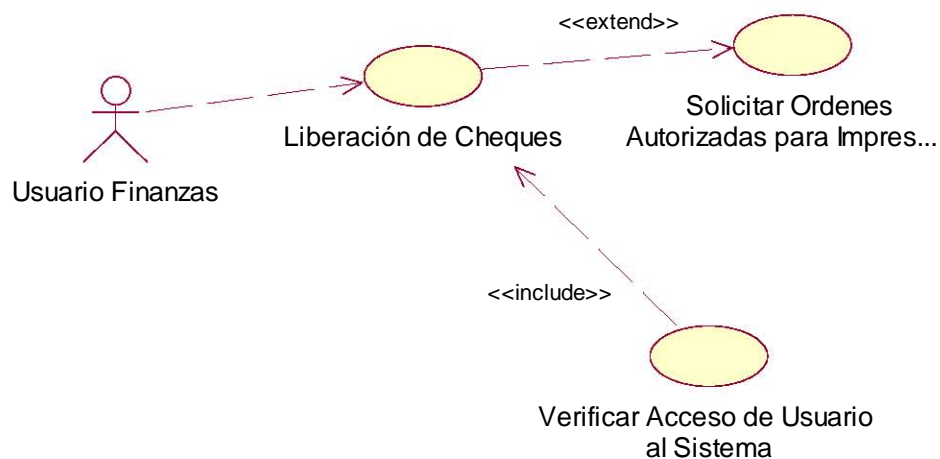 <<extend>>
Liberación de Cheques
Solicitar Ordenes
Autorizadas para Impres...
Usuario Finanzas
<<include>>
Verificar Acceso de Usuario
al Sistema